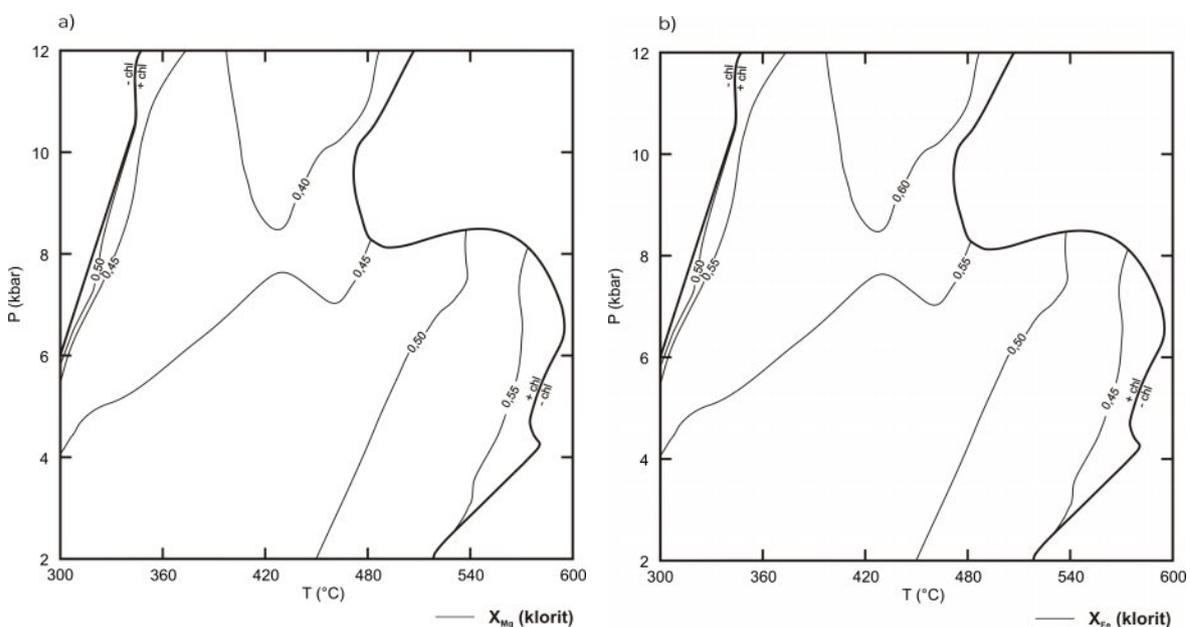 a)
12
10
8
6
4
2
P (kbar)
300
360
420
480
540
600
T (°C)
- chl
+ chl
0,50
0,45
0,40
0,45
0,50
0,55
+ chl
- chl
X Mg (klorit)
b)
12
10
8
6
4
2
P (kbar)
300
360
420
480
540
600
T (°C)
- chl
+ chl
0,50
0,55
0,60
0,55
0,50
0,45
+ chl
- chl
X Fe (klorit)